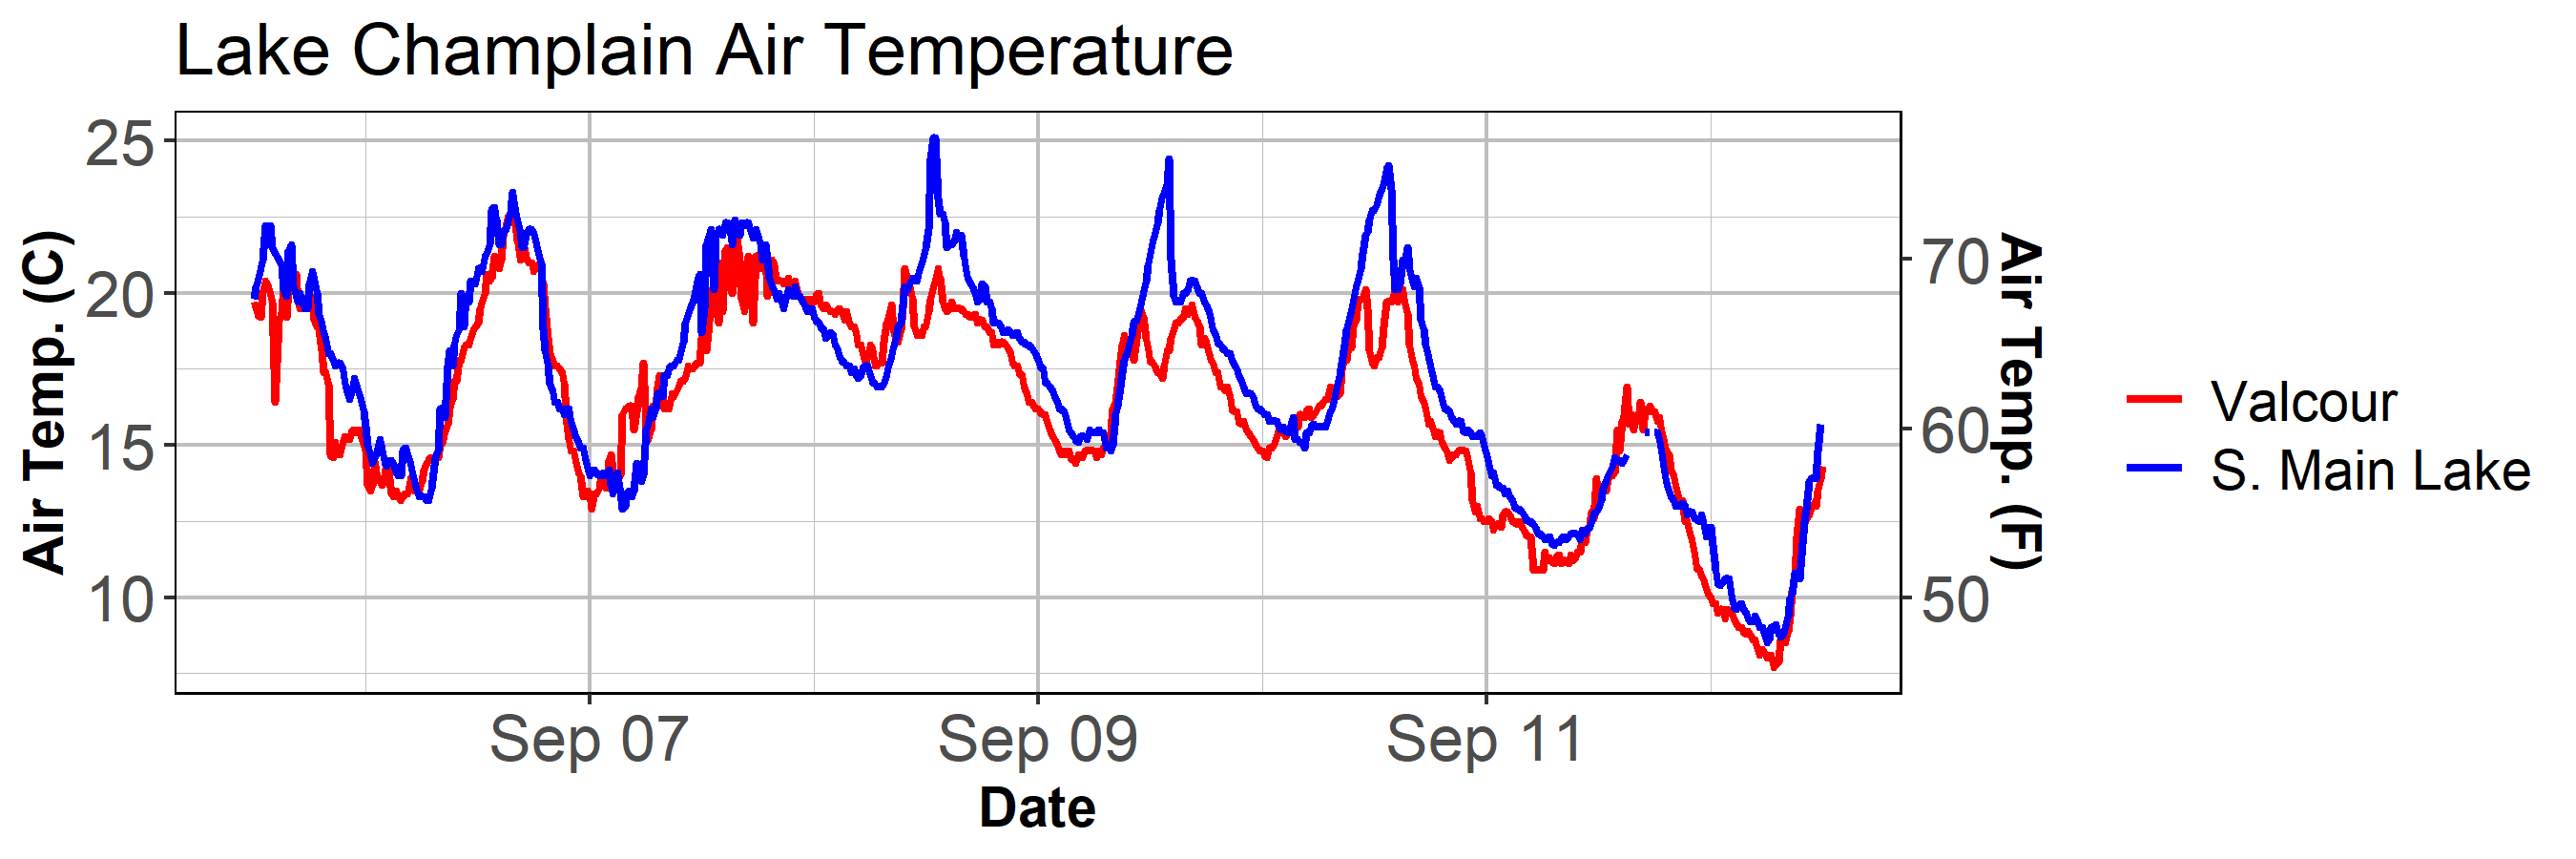 Lake Champlain Air Temperature
Air Temp. (C)
25
20
15
10
Sep 07
Sep 09
Sep 11
Date
70
60
50
Air Temp. (F)
Valcour
S. Main Lake